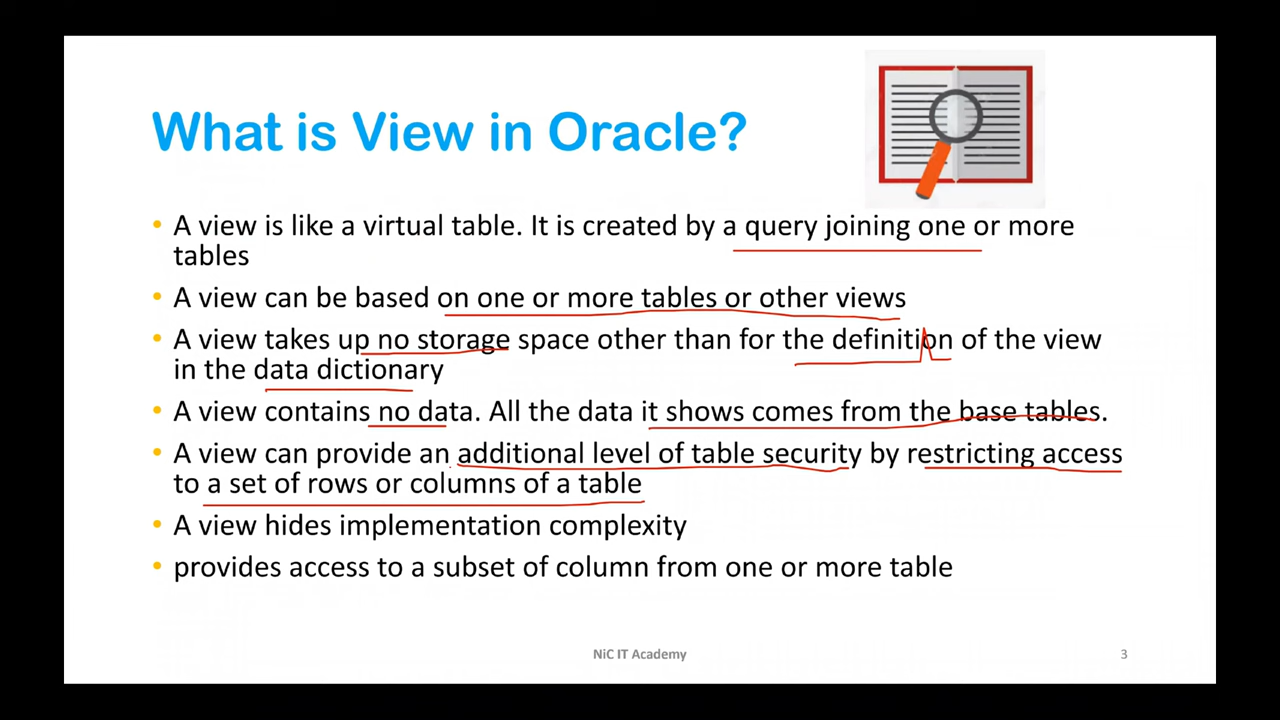 What is View in Oracle?
• A view is like a virtual table. It is created by a query joining one or more
tables
• A view can be based on one or more tables or other views
• A view takes up no storage space other than for the definition of the view
in the data dictionary
• A view contains no data. All the data it shows comes from the base tables.
• A view can provide an additional level of table security by restricting access
to a set of rows or columns of a table
• A view hides implementation complexity
• provides access to a subset of column from one or more table
NiC IT Academy
3